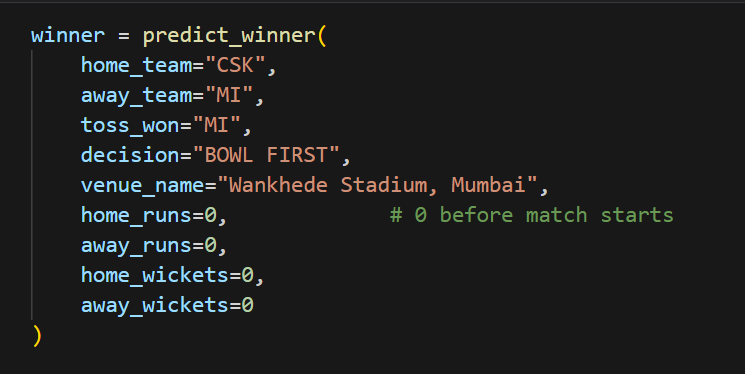 winner = predict_winner(
    home_team="CSK",
    away_team="MI",
    toss_won="MI",
    decision="BOWL FIRST",
    venue_name="Wankhede Stadium, Mumbai",
    home_runs=0,             # 0 before match starts
    away_runs=0,
    home_wickets=0,
    away_wickets=0
)